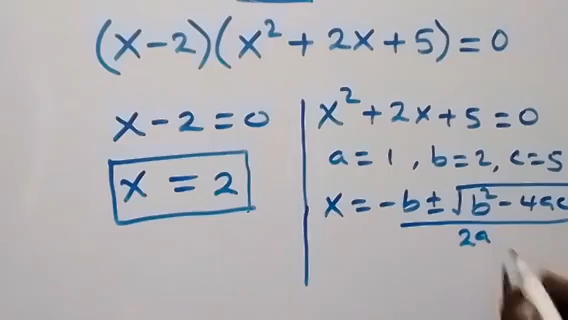 (x-2)(x²+2x+5)=0
x-2=0
x=2
x²+2x+5=0
a=1, b=2, c=5
x=-b±√b²-4ac
2a